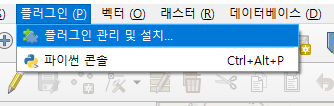 플러그인 (P) 벡터 (O) 래스터 (R) 데이터베이스 (D)
플러그인 관리 및 설치...
파이썬 콘솔 Ctrl+Alt+P